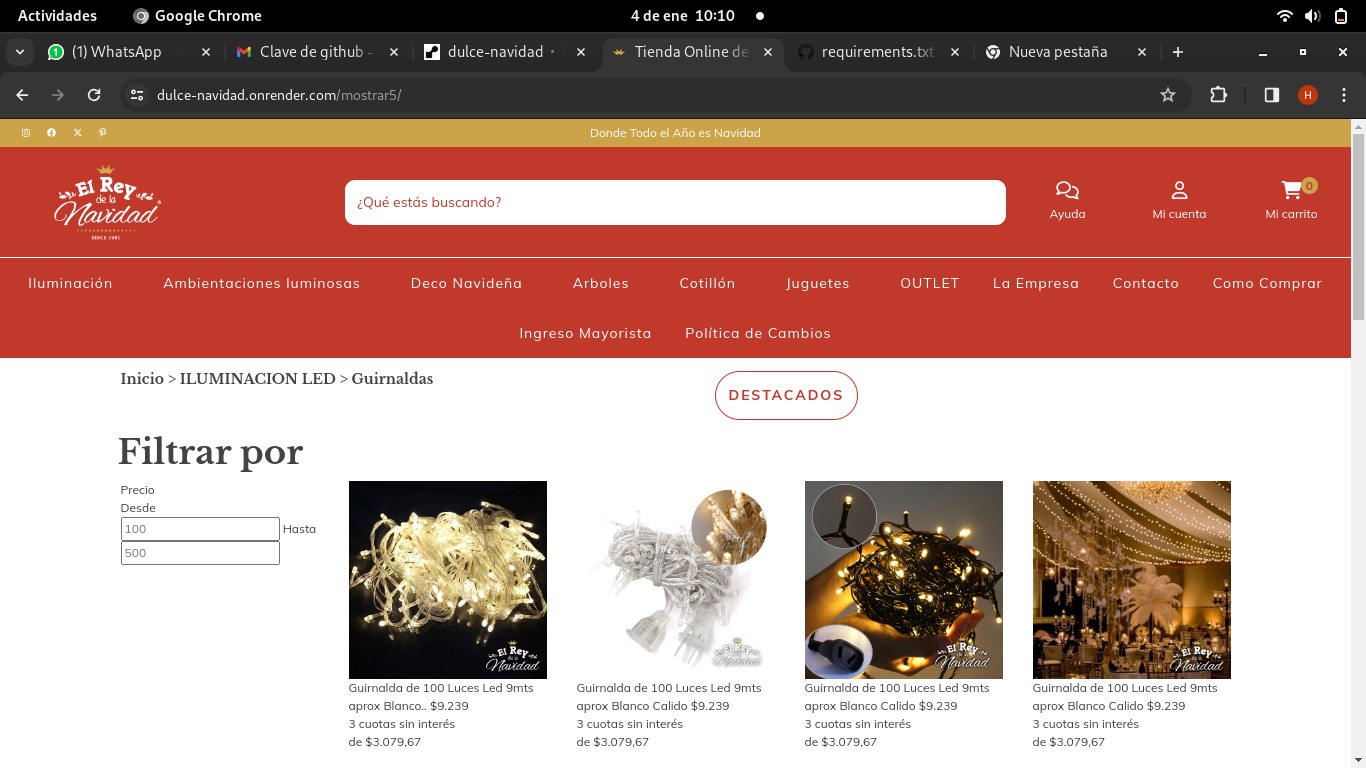 Actividades Google Chrome 4 de ene 10:10
(1) WhatsApp Clave de github - dulce-navidad • Tienda Online de requirements.txt Nueva pestaña
dulce-navidad.onrender.com/mostrar5/ H
Donde Todo el Año es Navidad
El Rey
de la
Navidad
SINCE 1981
¿Qué estás buscando?
0
Ayuda Mi cuenta Mi carrito
Iluminación Ambientaciones luminosas Deco Navideña Arboles Cotillón Juguetes OUTLET La Empresa Contacto Como Comprar
Ingreso Mayorista Política de Cambios
Inicio > ILUMINACION LED > Guirnaldas
DESTACADOS
Filtrar por
Precio
Desde
100 Hasta
500
El Rey de la Navidad
El Rey de la Navidad
El Rey de la Navidad
El Rey de la Navidad
Guirnalda de 100 Luces Led 9mts
aprox Blanco.. $9.239
3 cuotas sin interés
de $3.079,67
Guirnalda de 100 Luces Led 9mts
aprox Blanco Calido $9.239
3 cuotas sin interés
de $3.079,67
Guirnalda de 100 Luces Led 9mts
aprox Blanco Calido $9.239
3 cuotas sin interés
de $3.079,67
Guirnalda de 100 Luces Led 9mts
aprox Blanco Calido $9.239
3 cuotas sin interés
de $3.079,67